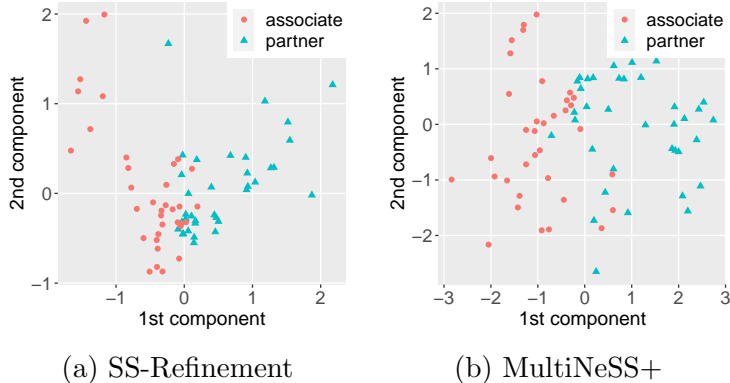 associate
partner
2
1
0
−1
2nd component
−1
0
1
2
1st component
(a) SS-Refinement
associate
partner
2
1
0
−1
−2
2nd component
−3
−2
−1
0
1
2
3
1st component
(b) MultiNeSS+